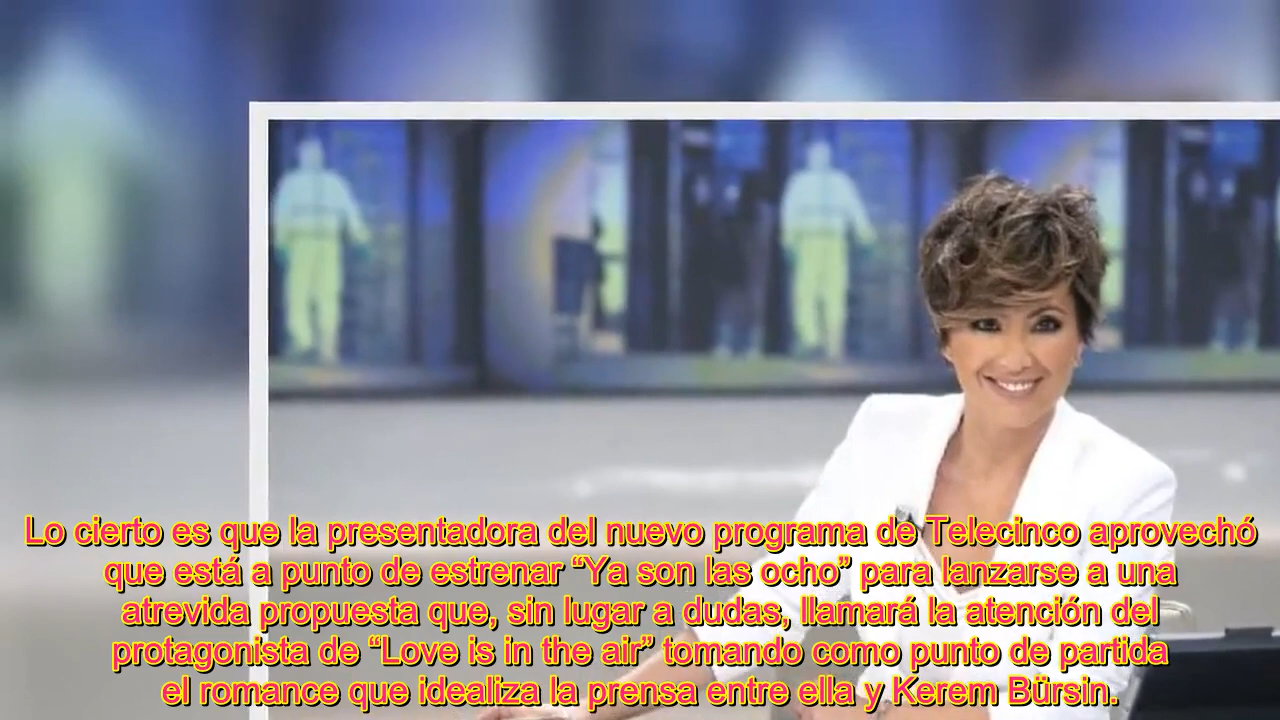 Lo cierto es que la presentadora del nuevo programa de Telecinco aprovechó
que está a punto de estrenar “Ya son las ocho” para lanzarse a una
atrevida propuesta que, sin lugar a dudas, llamará la atención del
protagonista de “Love is in the air” tomando como punto de partida
el romance que idealiza la prensa entre ella y Kerem Bürsin.